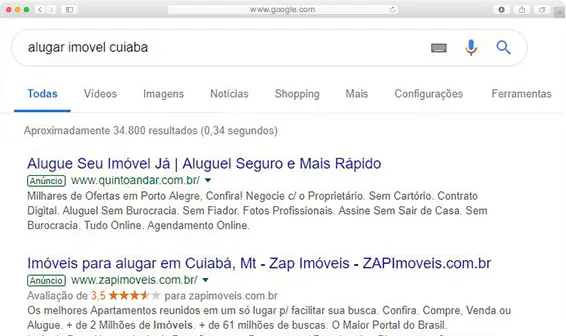 www.google.com
alugar imovel cuiaba
Todas Vídeos Imagens Notícias Shopping Mais Configurações Ferramentas
Aproximadamente 34.800 resultados (0,34 segundos)
Alugue Seu Imóvel Já | Aluguel Seguro e Mais Rápido
Anúncio www.quintoandar.com.br/
Milhares de Ofertas em Porto Alegre, Confira! Negocie c/ o Proprietário. Sem Cartório. Contrato
Digital. Aluguel Sem Burocracia. Sem Fiador. Fotos Profissionais. Assine Sem Sair de Casa. Sem
Burocracia. Tudo Online. Agendamento Online.
Imóveis para alugar em Cuiabá, Mt - Zap Imóveis - ZAPImoveis.com.br
Anúncio www.zapimoveis.com.br/
Avaliação de 3,5 para zapimoveis.com.br
Os melhores Apartamentos reunidos em um só lugar p/ facilitar sua busca. Confira. Compre, Venda ou
Alugue. + de 2 Milhões de Imóveis. + de 61 milhões de buscas. O Maior Portal do Brasil.